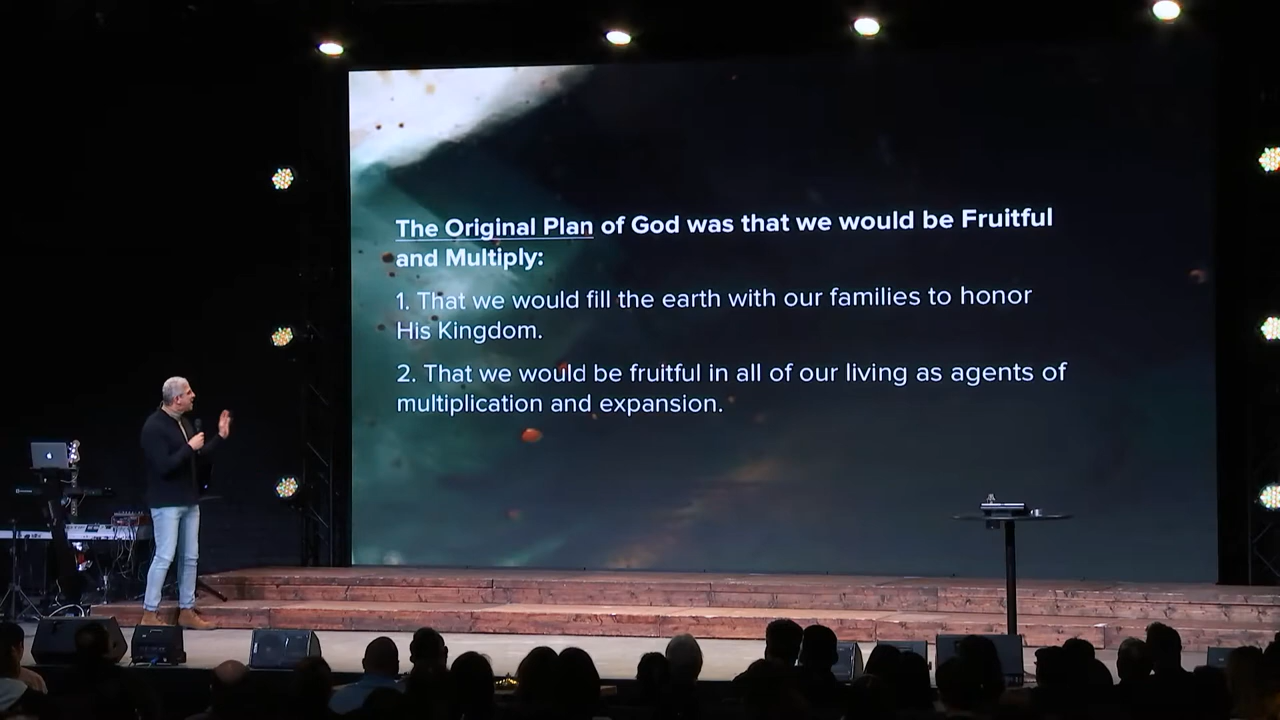 The Original Plan of God was that we would be Fruitful
and Multiply:
1. That we would fill the earth with our families to honor
His Kingdom.
2. That we would be fruitful in all of our living as agents of
multiplication and expansion.